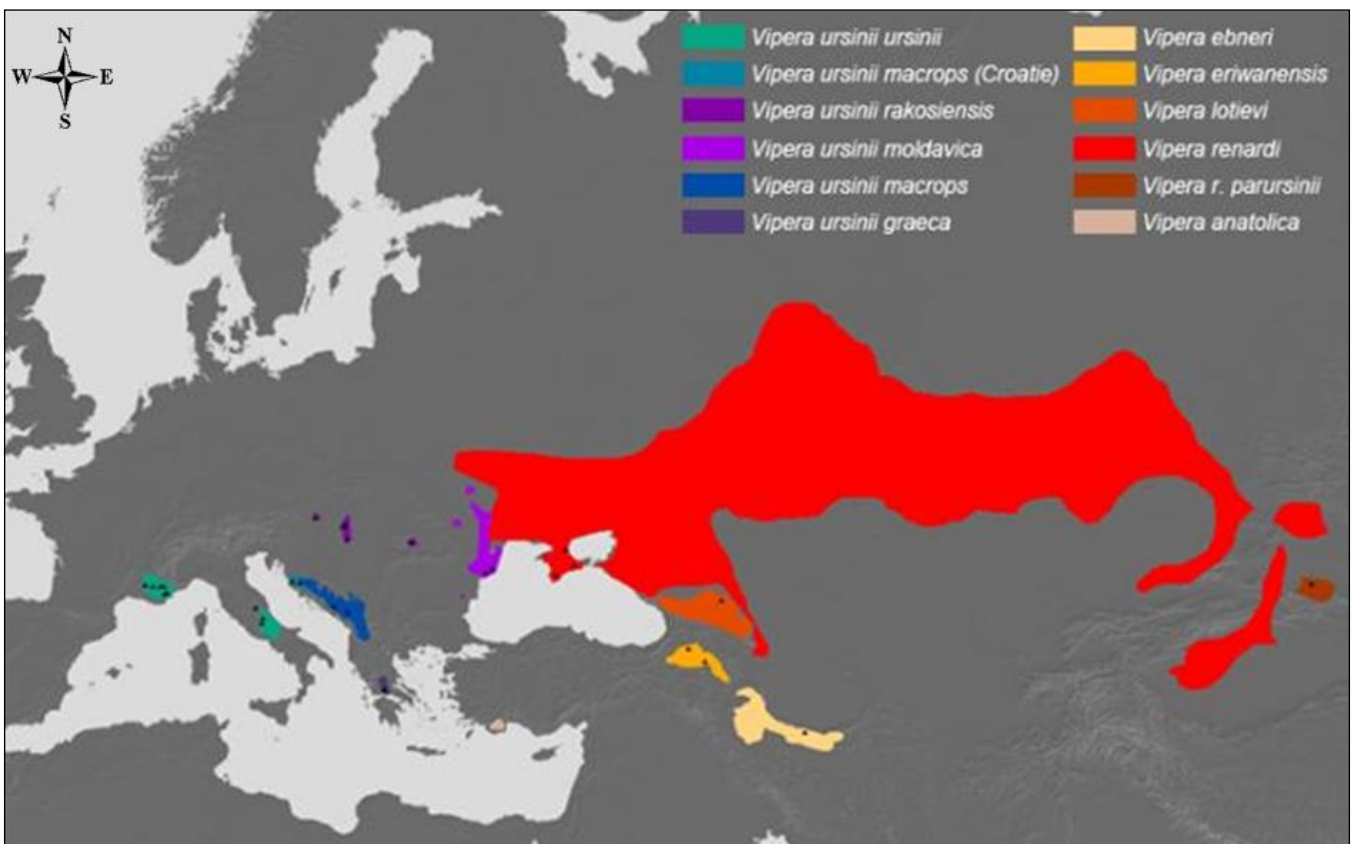 N
W E
S
Vipera ursinii ursinii
Vipera ursinii macrops (Croatie)
Vipera ursinii rakosiensis
Vipera ursinii moldavica
Vipera ursinii macrops
Vipera ursinii graeca
Vipera ebneri
Vipera eriwanensis
Vipera lotievi
Vipera renardi
Vipera r. parursinii
Vipera anatolica